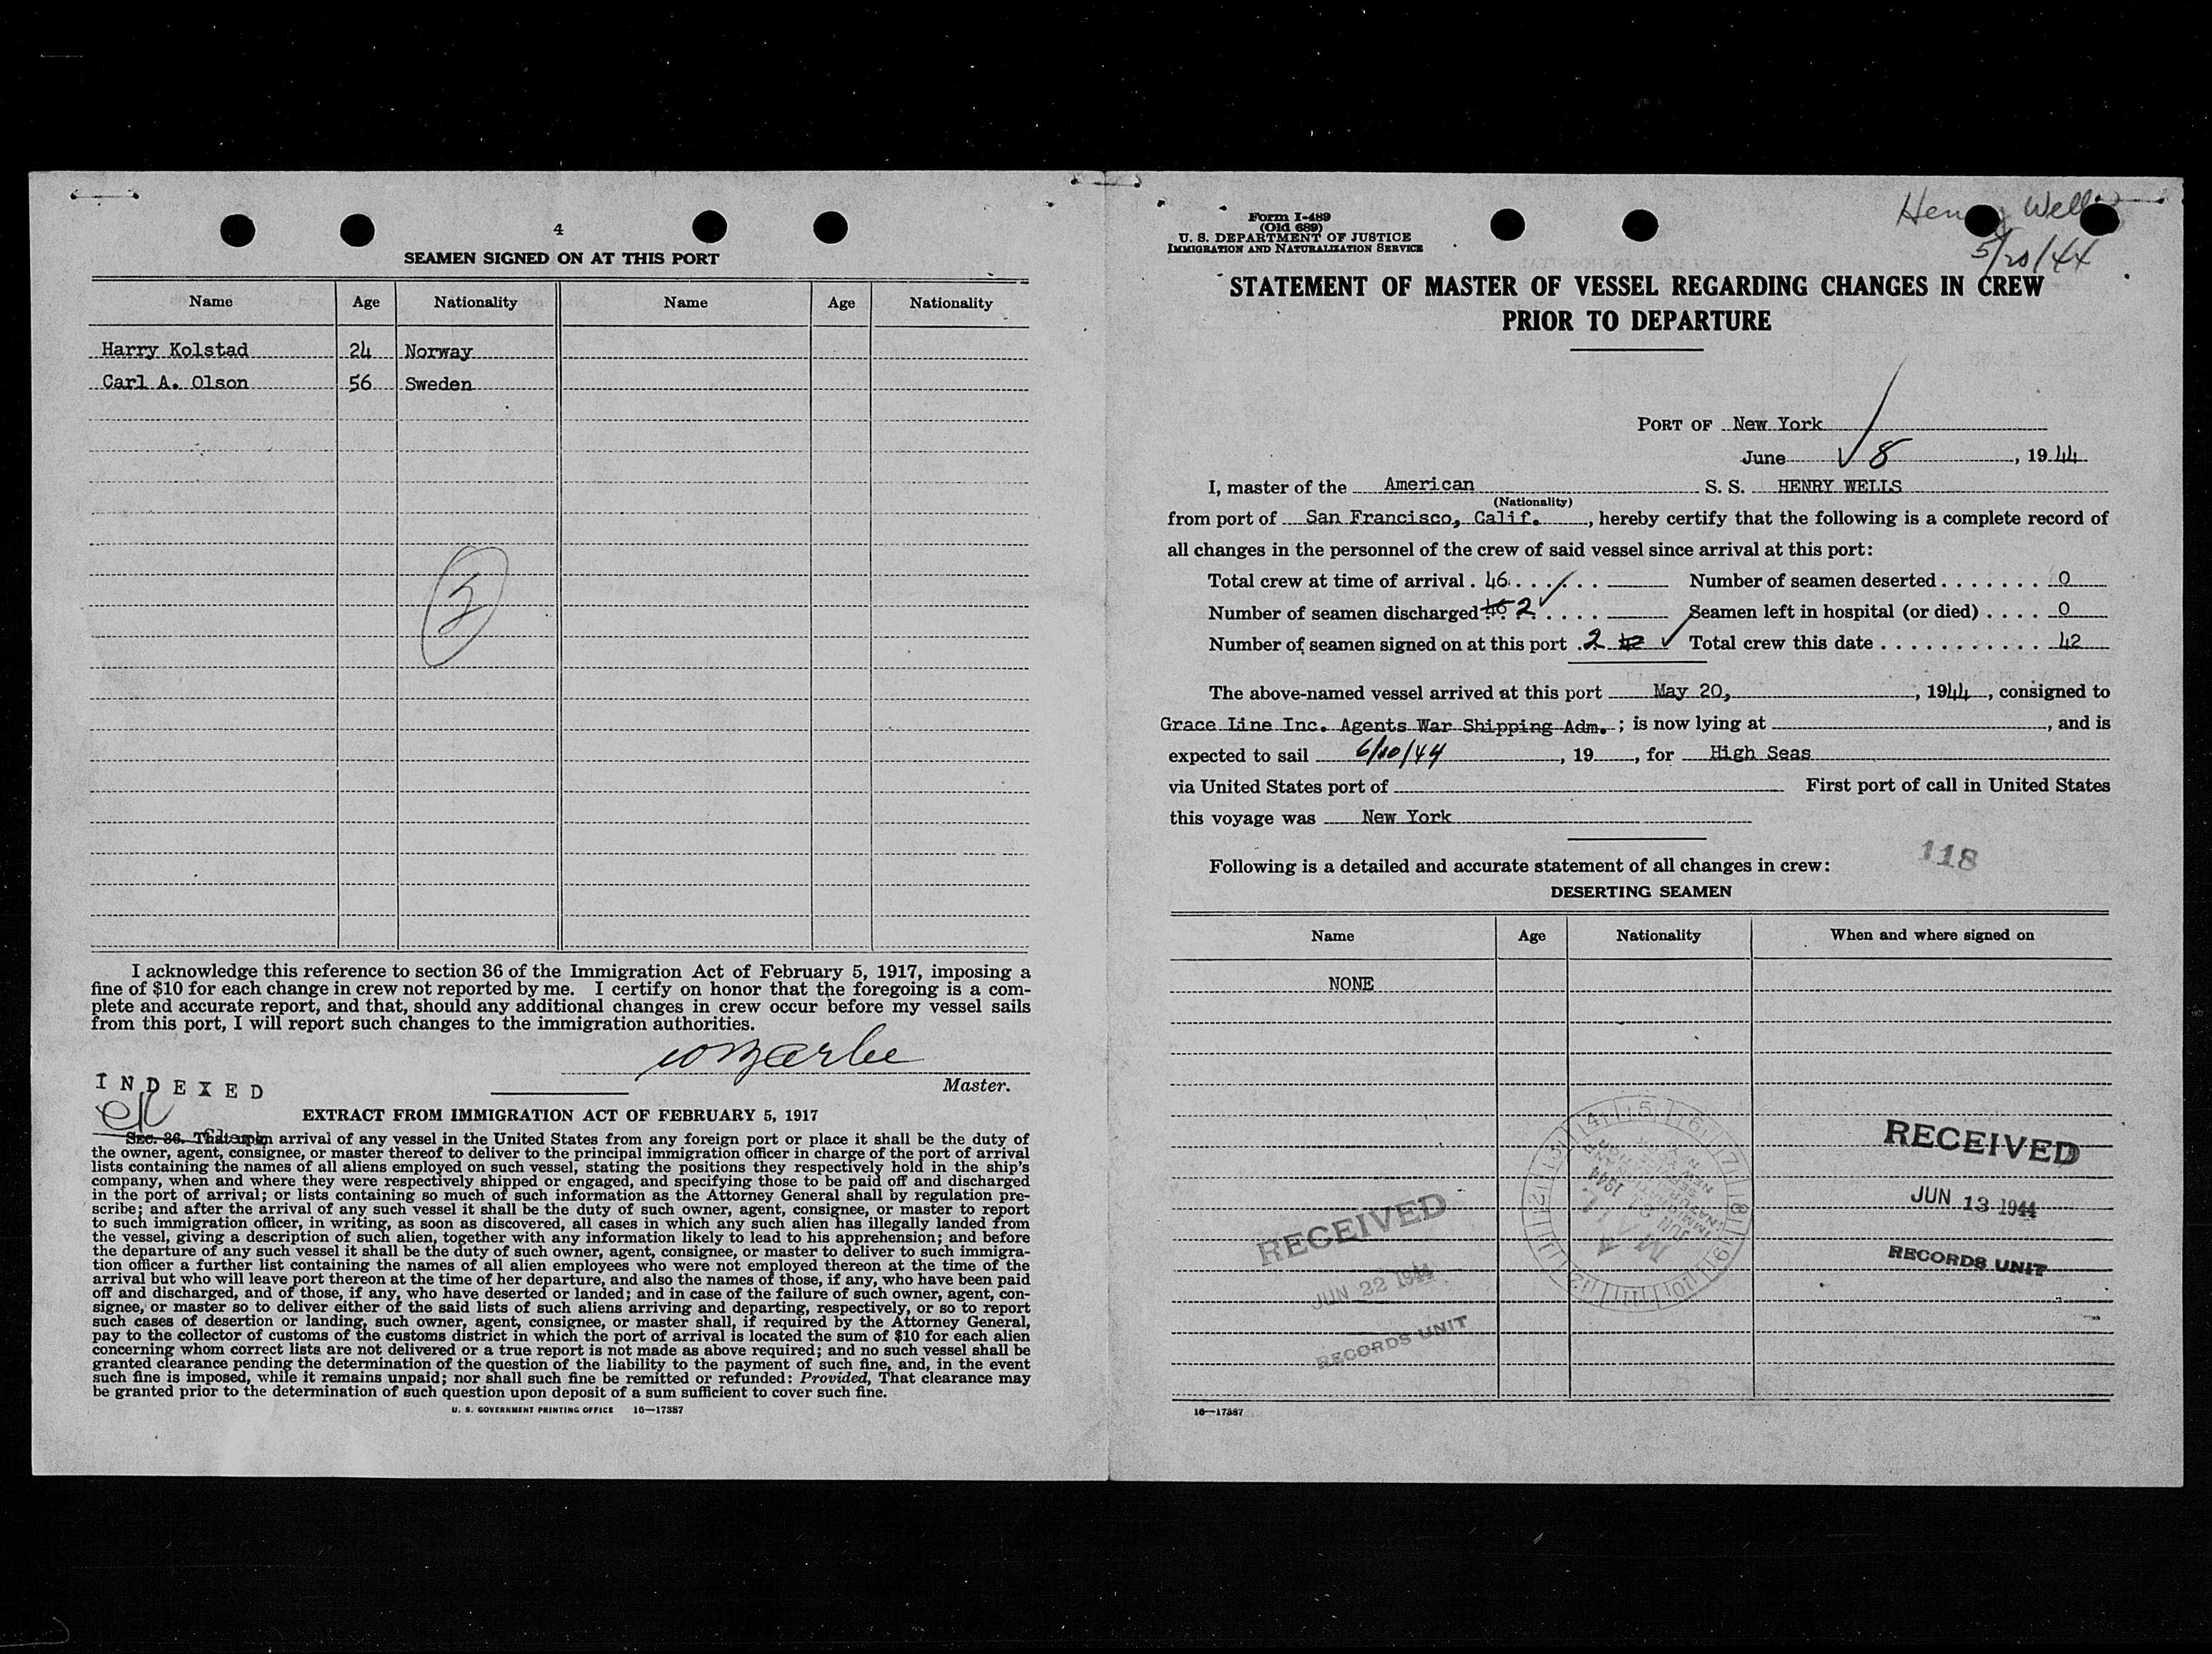 4
SEAMEN SIGNED ON AT THIS PORT
Name Age Nationality Name Age Nationality
Harry Kolstad 24 Norway
Carl A. Olson 56 Sweden
I acknowledge this reference to section 36 of the Immigration Act of February 5, 1917, imposing a
fine of $10 for each change in crew not reported by me. I certify on honor that the foregoing is a com-
plete and accurate report, and that, should any additional changes in crew occur before my vessel sails
from this port, I will report such changes to the immigration authorities.
Master.
INDEXED
EXTRACT FROM IMMIGRATION ACT OF FEBRUARY 5, 1917
SEC. 36. That upon arrival of any vessel in the United States from any foreign port or place it shall be the duty of
the owner, agent, consignee, or master thereof to deliver to the principal immigration officer in charge of the port of arrival
lists containing the names of all aliens employed on such vessel, stating the positions they respectively hold in the ship's
company, when and where they were respectively shipped or engaged, and specifying those to be paid off and discharged
in the port of arrival; or lists containing so much of such information as the Attorney General shall by regulation pre-
scribe; and after the arrival of any such vessel it shall be the duty of such owner, agent, consignee, or master to report
to such immigration officer, in writing, as soon as discovered, all cases in which any such alien has illegally landed from
the vessel, giving a description of such alien, together with any information likely to lead to his apprehension; and before
the departure of any such vessel it shall be the duty of such owner, agent, consignee, or master to deliver to such immigra-
tion officer a further list containing the names of all alien employees who were not employed thereon at the time of the
arrival but who will leave port thereon at the time of her departure, and also the names of those, if any, who have been paid
off and discharged, and of those, if any, who have deserted or landed; and in case of the failure of such owner, agent, con-
signee, or master so to deliver either of the said lists of such aliens arriving and departing, respectively, or so to report
such cases of desertion or landing, such owner, agent, consignee, or master shall, if required by the Attorney General,
pay to the collector of customs of the customs district in which the port of arrival is located the sum of $10 for each alien
concerning whom correct lists are not delivered or a true report is not made as above required; and no such vessel shall be
granted clearance pending the determination of the question of the liability to the payment of such fine, and, in the event
such fine is imposed, while it remains unpaid; nor shall such fine be remitted or refunded: Provided, That clearance may
be granted prior to the determination of such question upon deposit of a sum sufficient to cover such fine.
U. S. GOVERNMENT PRINTING OFFICE 16—17387
Form I-489
(Old 689)
U. S. DEPARTMENT OF JUSTICE
IMMIGRATION AND NATURALIZATION SERVICE
Henry Wells
5/20/44
STATEMENT OF MASTER OF VESSEL REGARDING CHANGES IN CREW
PRIOR TO DEPARTURE
PORT OF New York
June 8, 1944
I, master of the American S. S. HENRY WELLS
(Nationality)
from port of San Francisco, Calif., hereby certify that the following is a complete record of
all changes in the personnel of the crew of said vessel since arrival at this port:
Total crew at time of arrival . 46 Number of seamen deserted . . . . . . . 0
Number of seamen discharged 46 2 Seamen left in hospital (or died) . . . . 0
Number of seamen signed on at this port . 2 42 Total crew this date . . . . . . . . . . . 42
The above-named vessel arrived at this port May 20, 1944, consigned to
Grace Line Inc. Agents War Shipping Adm. ; is now lying at , and is
expected to sail 6/10/44, 19 , for High Seas
via United States port of First port of call in United States
this voyage was New York
118
Following is a detailed and accurate statement of all changes in crew:
DESERTING SEAMEN
Name Age Nationality When and where signed on
NONE
RECEIVED
JUN 13 1944
RECORDS UNIT
RECEIVED
JUN 22 1944
RECORDS UNIT
16—17387